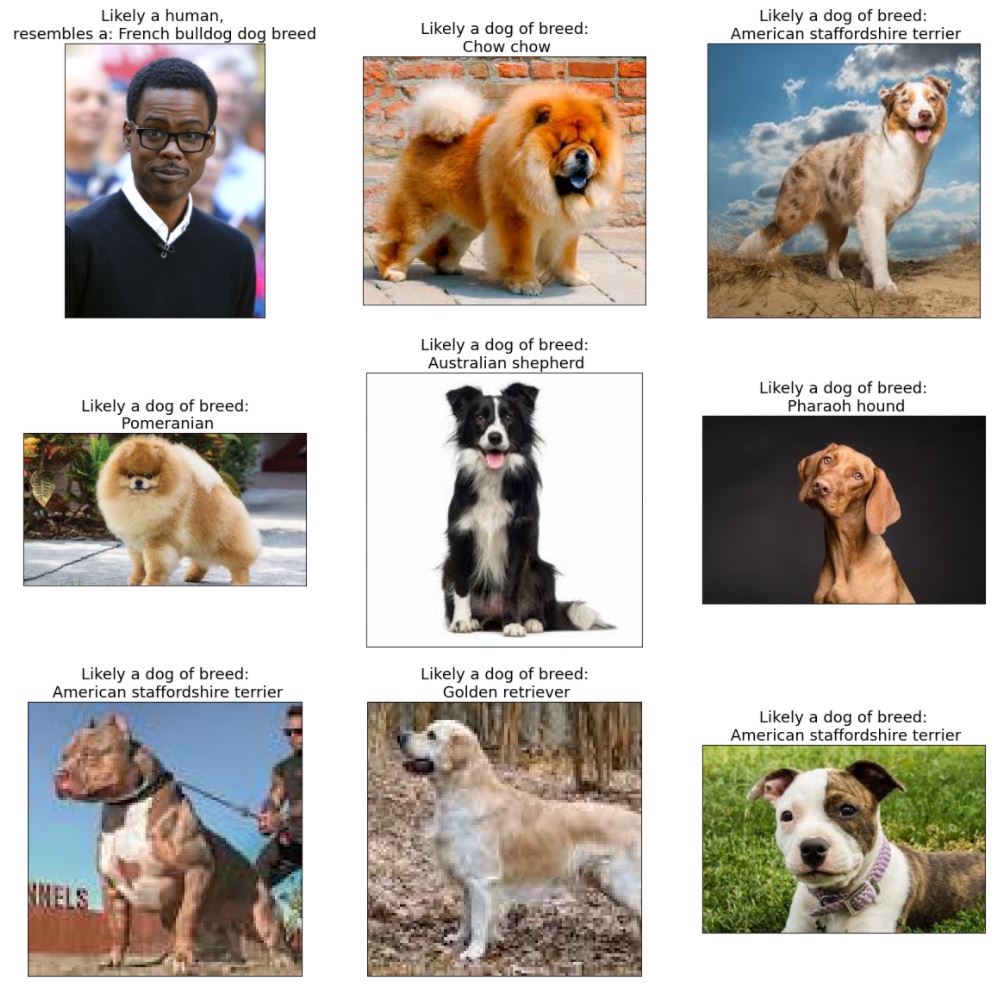 Likely a human,
resembles a: French bulldog dog breed
Likely a dog of breed:
Chow chow
Likely a dog of breed:
American staffordshire terrier
Likely a dog of breed:
Pomeranian
Likely a dog of breed:
Australian shepherd
Likely a dog of breed:
Pharaoh hound
Likely a dog of breed:
American staffordshire terrier
NNELS
Likely a dog of breed:
Golden retriever
Likely a dog of breed:
American staffordshire terrier